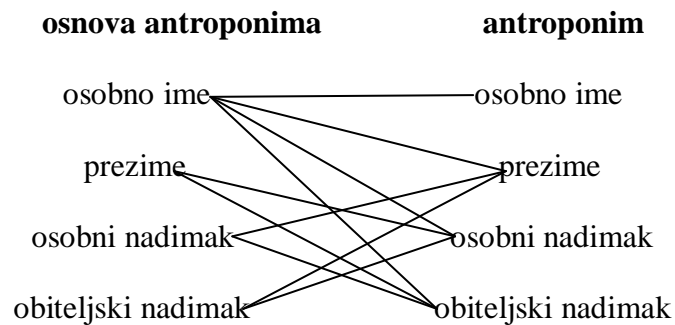 osnova antroponima antroponim
osobno ime osobno ime
prezime prezime
osobni nadimak osobni nadimak
obiteljski nadimak obiteljski nadimak